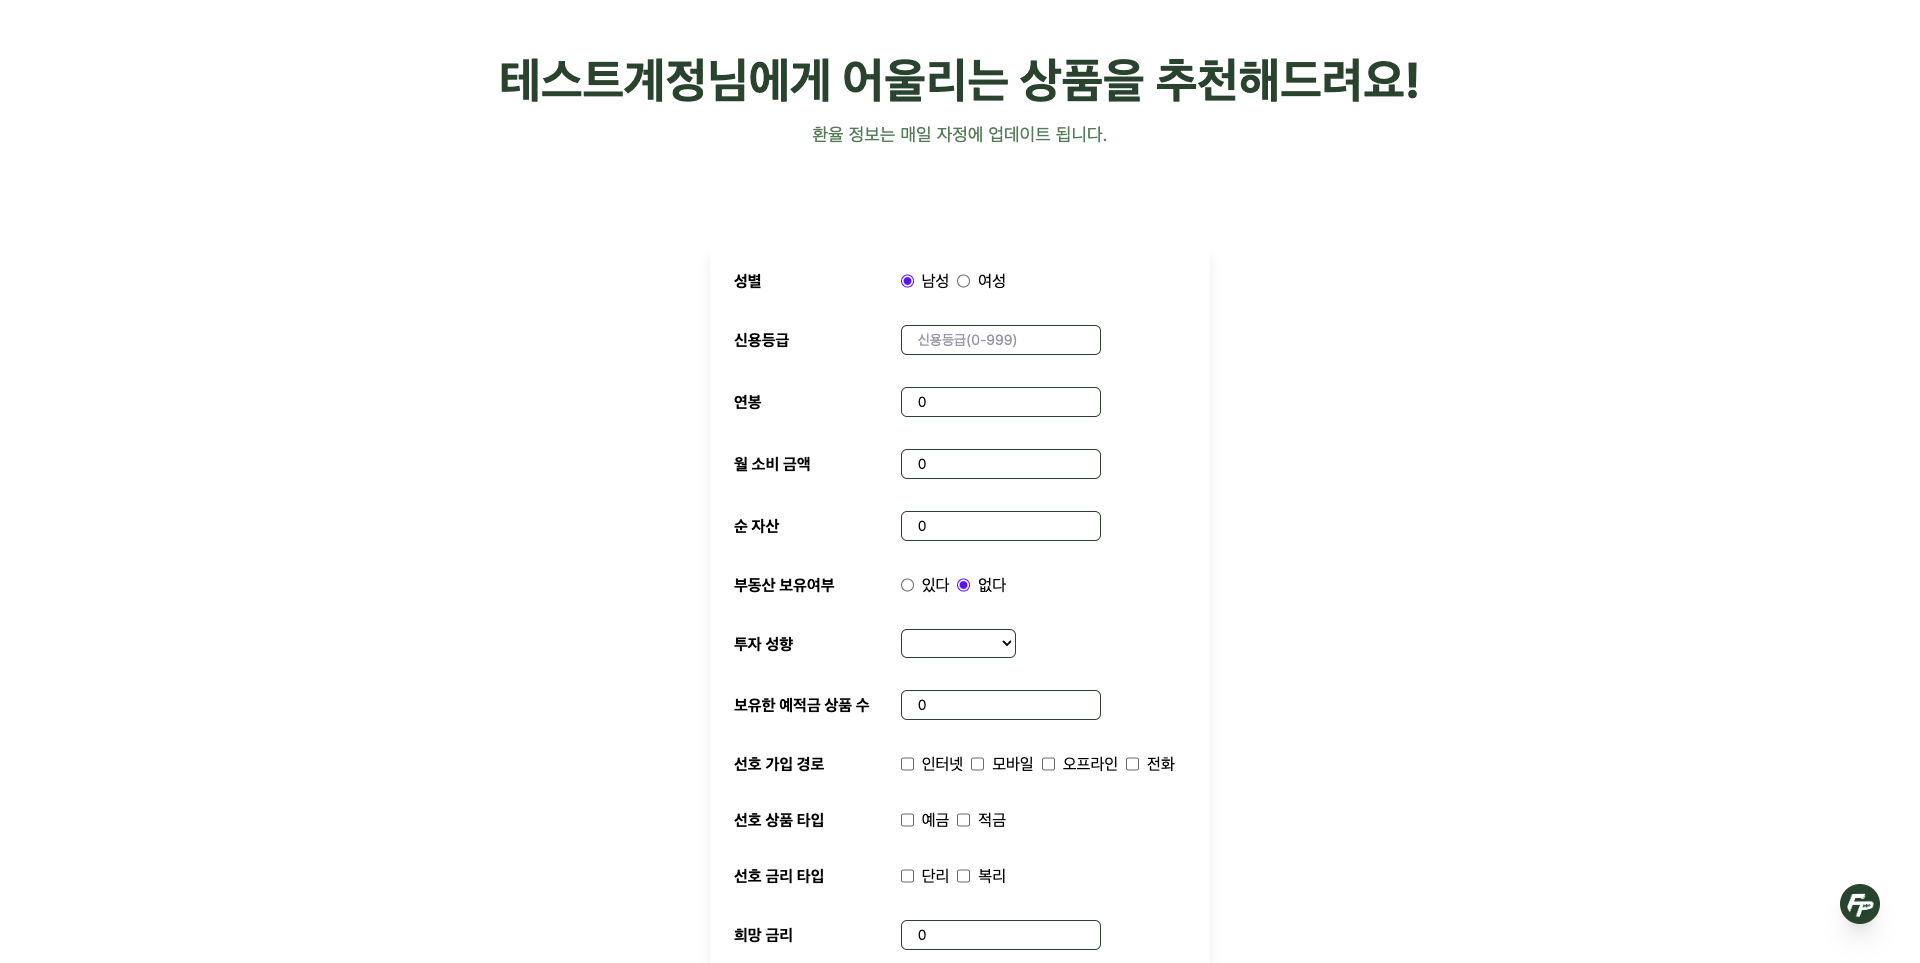 테스트계정님에게 어울리는 상품을 추천해드려요!
환율 정보는 매일 자정에 업데이트 됩니다.
성별 남성 여성
신용등급 신용등급(0-999)
연봉 0
월 소비 금액 0
순 자산 0
부동산 보유여부 있다 없다
투자 성향
보유한 예적금 상품 수 0
선호 가입 경로 인터넷 모바일 오프라인 전화
선호 상품 타입 예금 적금
선호 금리 타입 단리 복리
희망 금리 0
FP